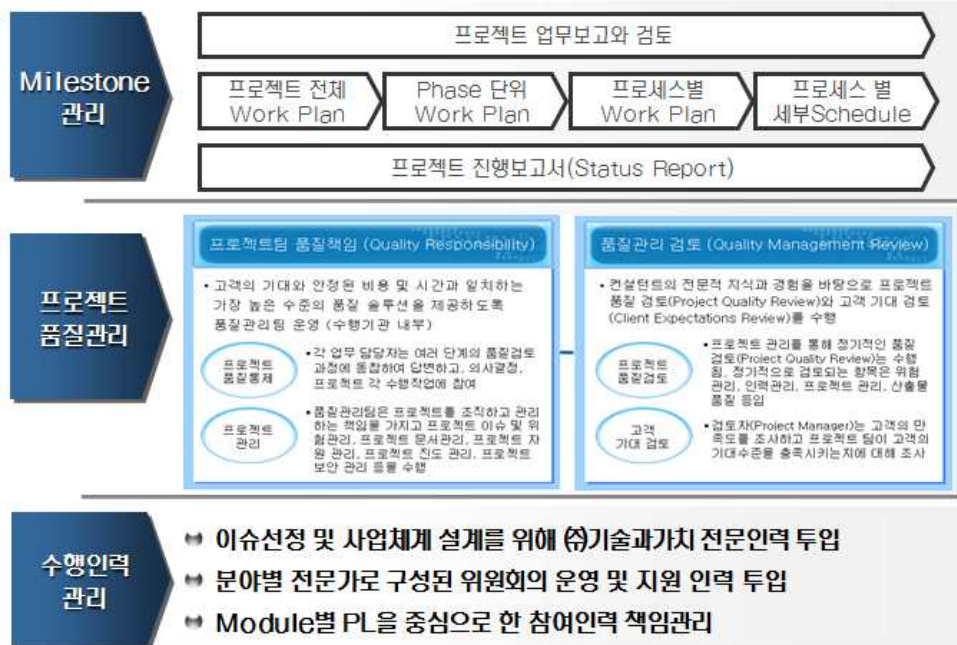 Milestone
관리
프로젝트 업무보고와 검토
프로젝트 전체
Work Plan
Phase 단위
Work Plan
프로세스별
Work Plan
프로세스 별
세부Schedule
프로젝트 진행보고서(Status Report)
프로젝트
품질관리
프로젝트팀 품질책임 (Quality Responsibility)
• 고객의 기대와 안정된 비용 및 시간과 일치하는
가장 높은 수준의 품질 솔루션을 제공하도록
품질관리팀 운영 (수행기관 내부)
프로젝트
품질통제
• 각 업무 담당자는 여러 단계의 품질검토
과정에 동참하여 답변하고, 의사결정,
프로젝트 각 수행작업에 참여
프로젝트
관리
• 품질관리팀은 프로젝트를 조직하고 관리
하는 책임을 가지고 프로젝트 이슈 및 위
험관리, 프로젝트 문서관리, 프로젝트 자
원 관리, 프로젝트 진도 관리, 프로젝트
보안 관리 등을 수행
품질관리 검토 (Quality Management Review)
• 컨설턴트의 전문적 지식과 경험을 바탕으로 프로젝트
품질 검토(Project Quality Review)와 고객 기대 검토
(Client Expectations Review)를 수행
프로젝트
품질검토
• 프로젝트 관리를 통해 정기적인 품질
검토(Project Quality Review)는 수행
됨, 정기적으로 검토되는 항목은 위험
관리, 인력관리, 프로젝트 관리, 산출물
품질 등임
고객
기대 검토
• 검토자(Project Manager)는 고객의 만
족도를 조사하고 프로젝트 팀이 고객의
기대수준을 충족시키는지에 대해 조사
수행인력
관리
이슈선정 및 사업체계 설계를 위해 ㈜기술과가치 전문인력 투입
분야별 전문가로 구성된 위원회의 운영 및 지원 인력 투입
Module별 PL을 중심으로 한 참여인력 책임관리